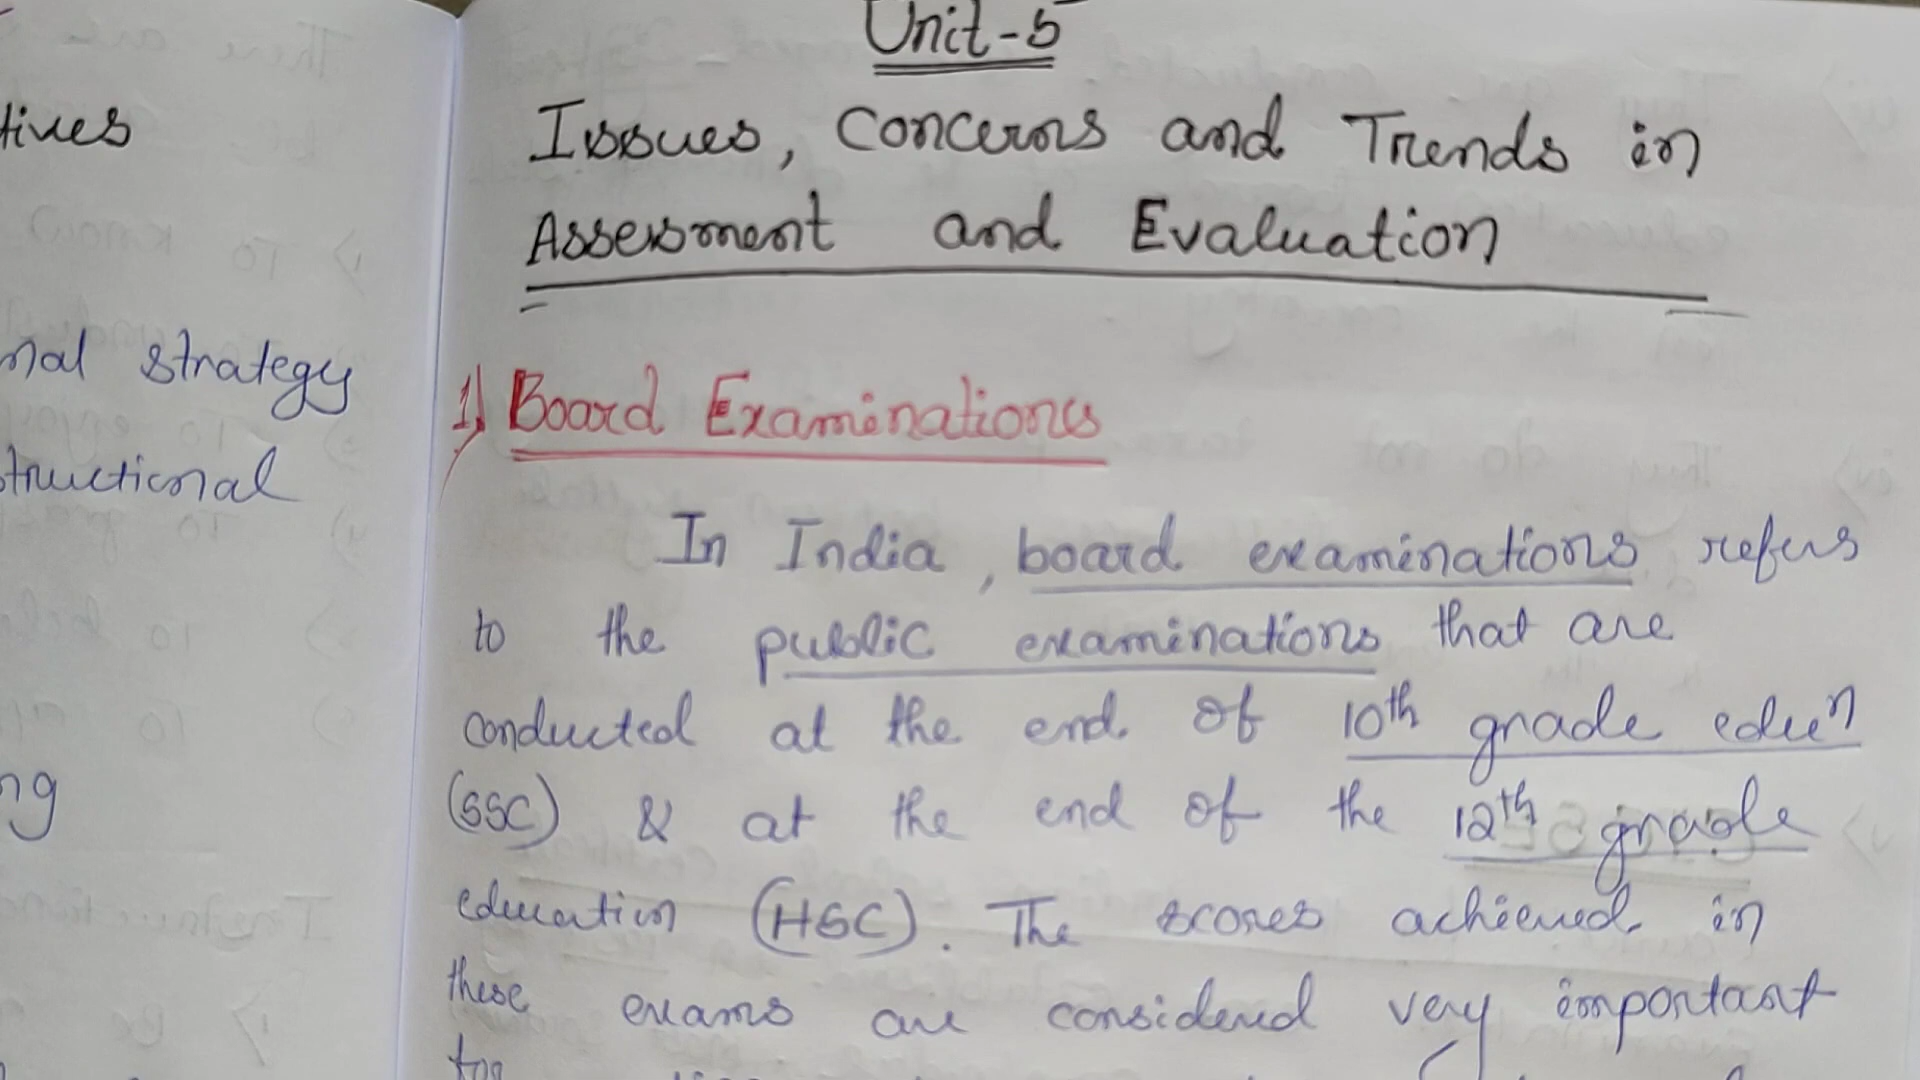 tives
nal strategy
tructional
ng
Unit-5
Issues, Concerns and Trends in
Assessment and Evaluation
1) Board Examinations
In India, board examinations refers
to the public examinations that are
conducted at the end of 10th grade educn
(SSC) & at the end of the 12th grade
education (HSC). The scores achieved in
these exams are considered very important